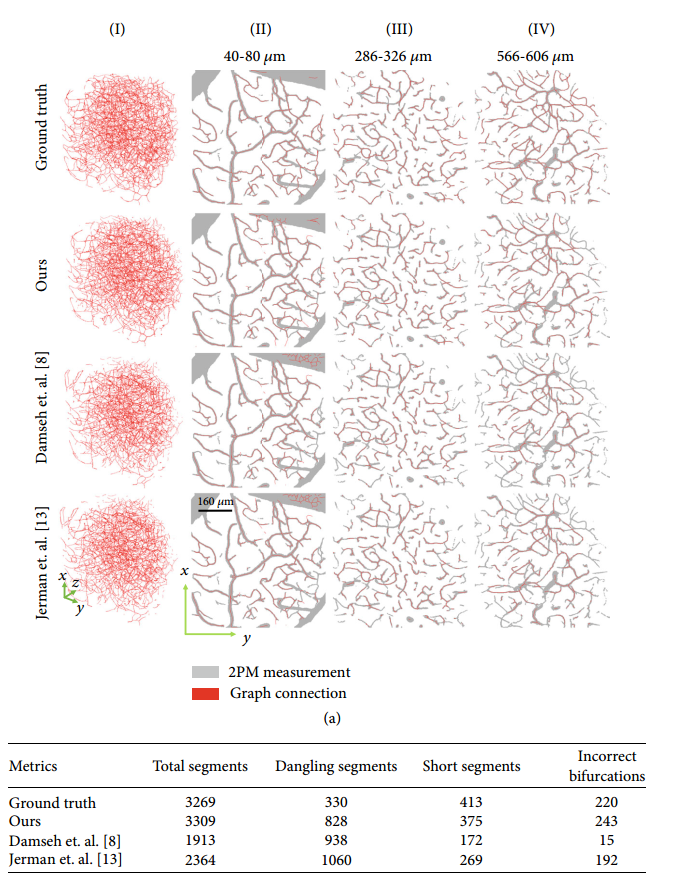 (I) (II) (III) (IV)
40-80 μm 286-326 μm 566-606 μm
Ground truth
Ours
Damseh et. al. [8]
Jerman et. al. [13]
160 μm
x
z
y
x
y
2PM measurement
Graph connection
(a)
Metrics Total segments Dangling segments Short segments Incorrect bifurcations
Ground truth 3269 330 413 220
Ours 3309 828 375 243
Damseh et. al. [8] 1913 938 172 15
Jerman et. al. [13] 2364 1060 269 192